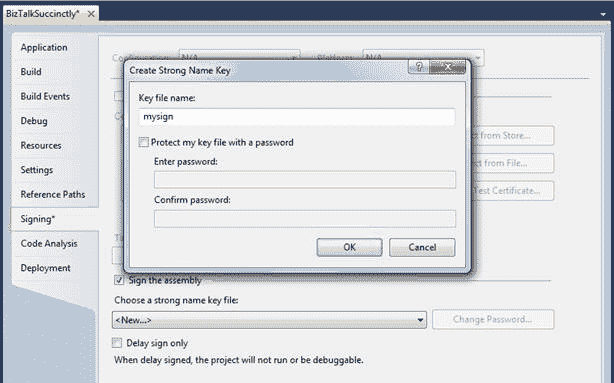 BizTalkSuccinctly*
Application
Build
Build Events
Debug
Resources
Settings
Reference Paths
Signing*
Code Analysis
Deployment
Configuration: N/A Platform: N/A
Create Strong Name Key
Key file name:
mysign
Protect my key file with a password
Enter password:
Confirm password:
OK Cancel
from Store...
from File...
Test Certificate...
Sign the assembly
Choose a strong name key file:
<New...> Change Password...
Delay sign only
When delay signed, the project will not run or be debuggable.